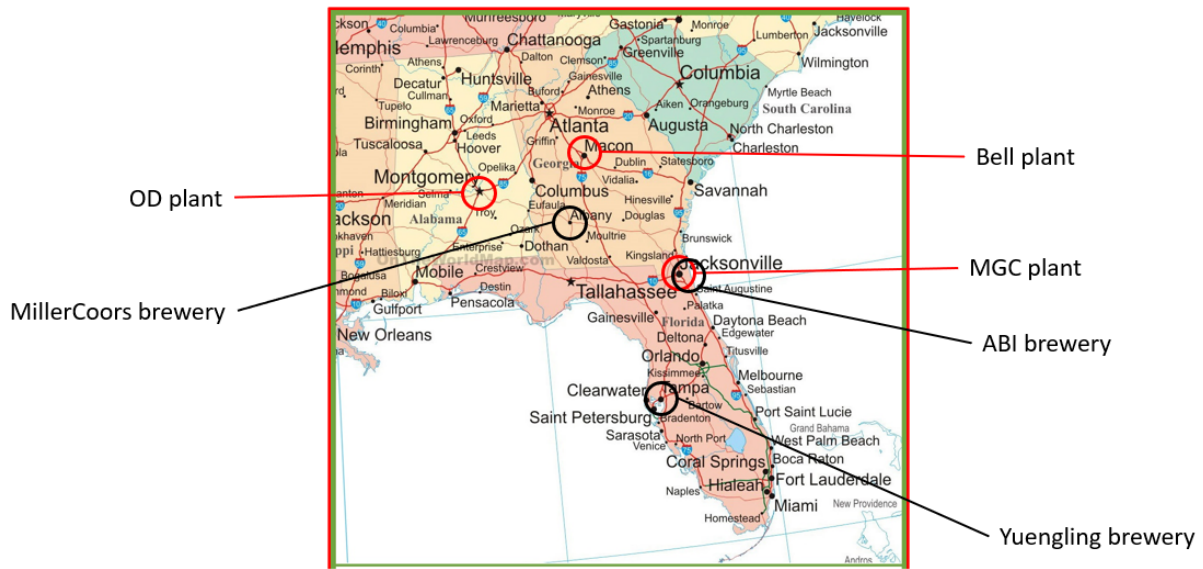 Murfreesboro
Gastonia
Monroe
Havelock
Columbia
Spartanburg
Lumberton
Jacksonville
Lawrenceburg
Chattanooga
Greenville
Clemson
Wilmington
Corinth
Athens
Dalton
Huntsville
Gainesville
Columbia
Decatur
Myrtle Beach
Cullman
Buford
Athens
Tupelo
Marietta
Monroe
Aiken
Orangeburg
South Carolina
Oxford
Birmingham
Atlanta
Augusta
North Charleston
Leeds
Charleston
Tuscaloosa
Hoover
Griffin
Macon
Bell plant
Opelika
Georgia
Dublin
Statesboro
Montgomery
Vidalia
OD plant
Selma
Columbus
Savannah
Meridian
Hinesville
Troy
Eufaula
Albany
Douglas
Alabama
Ozark
Moultrie
Brunswick
Hattiesburg
Enterprise
Dothan
Valdosta
Kingsland
Jacksonville
MGC plant
Bogalusa
Mobile
Crestview
Tallahassee
Saint Augustine
Biloxi
Destin
Palatka
MillerCoors brewery
Gulfport
Pensacola
Gainesville
Florida
Daytona Beach
New Orleans
Deltona
Edgewater
ABI brewery
Orlando
Titusville
Kissimmee
Melbourne
Clearwater
Tampa
Sebastian
Bartow
Saint Petersburg
Bradenton
Port Saint Lucie
Grand Bahama
Sarasota
North Port
West Palm Beach
Venice
Coral Springs
Boca Raton
Fort Lauderdale
Hialeah
Naples
Miami
New Providence
Homestead
Yuengling brewery
Andros